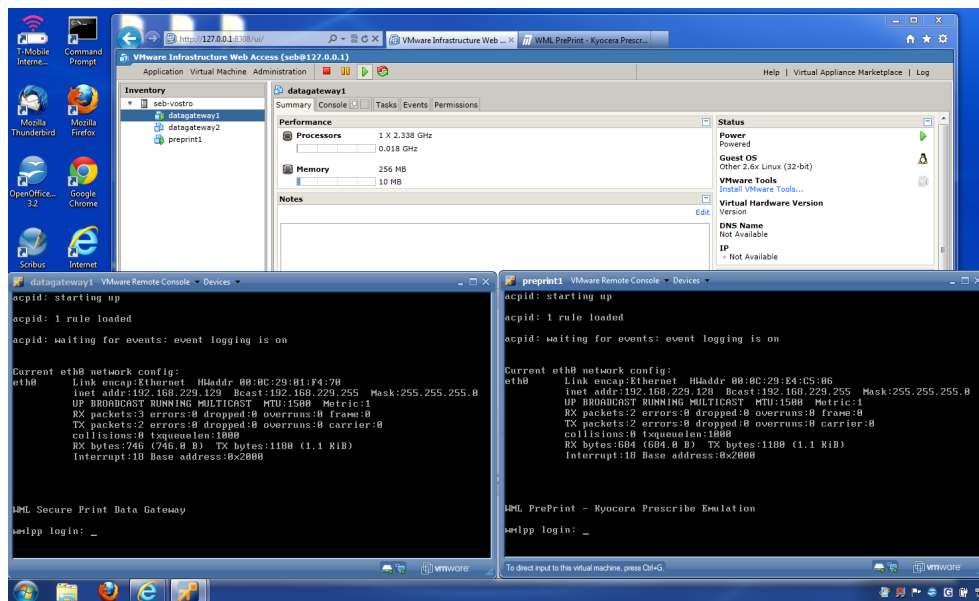 T-Mobile
Interne...
Command
Prompt
Mozilla
Thunderbird
Mozilla
Firefox
OpenOffice...
3.2
Google
Chrome
Scribus
Internet
http://127.0.0.1:8308/ui/
VMware Infrastructure Web ...
WML PrePrint - Kyocera Prescr...
VMware Infrastructure Web Access (seb@127.0.0.1)
Application Virtual Machine Administration
Help | Virtual Appliance Marketplace | Log
Inventory
seb-vostro
datagateway1
datagateway2
preprint1
datagateway1
Summary Console Tasks Events Permissions
Performance
Processors 1 X 2.338 GHz
0.018 GHz
Memory 256 MB
10 MB
Notes
Edit
Status
Power
Powered
Guest OS
Other 2.6x Linux (32-bit)
VMware Tools
Install VMware Tools...
Virtual Hardware Version
Version
DNS Name
Not Available
IP
Not Available
datagateway1 VMware Remote Console Devices
acpid: starting up
acpid: 1 rule loaded
acpid: waiting for events: event logging is on
Current eth0 network config:
eth0 Link encap:Ethernet HWaddr 00:0C:29:01:F4:70
inet addr:192.168.229.129 Bcast:192.168.229.255 Mask:255.255.255.0
UP BROADCAST RUNNING MULTICAST MTU:1500 Metric:1
RX packets:3 errors:0 dropped:0 overruns:0 frame:0
TX packets:2 errors:0 dropped:0 overruns:0 carrier:0
collisions:0 txqueuelen:1000
RX bytes:746 (746.0 B) TX bytes:1180 (1.1 KiB)
Interrupt:18 Base address:0x2000
WML Secure Print Data Gateway
wmlpp login: _
vmware
preprint1 VMware Remote Console Devices
acpid: starting up
acpid: 1 rule loaded
acpid: waiting for events: event logging is on
Current eth0 network config:
eth0 Link encap:Ethernet HWaddr 00:0C:29:E4:C5:06
inet addr:192.168.229.128 Bcast:192.168.229.255 Mask:255.255.255.0
UP BROADCAST RUNNING MULTICAST MTU:1500 Metric:1
RX packets:2 errors:0 dropped:0 overruns:0 frame:0
TX packets:2 errors:0 dropped:0 overruns:0 carrier:0
collisions:0 txqueuelen:1000
RX bytes:684 (684.0 B) TX bytes:1180 (1.1 KiB)
Interrupt:18 Base address:0x2000
WML PrePrint - Kyocera Prescribe Emulation
wmlpp login: _
To direct input to this virtual machine, press Ctrl+G.
vmware